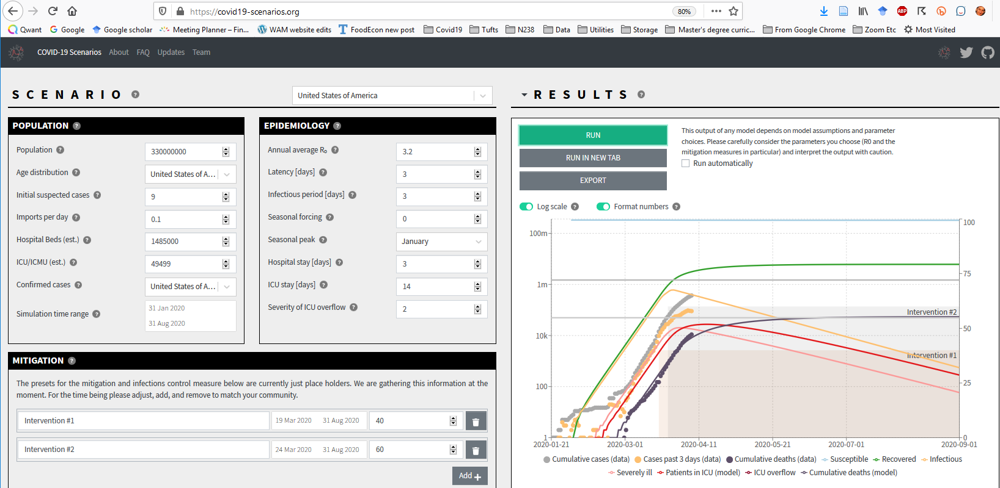 https://covid19-scenarios.org
80%
ABP
Qwant
Google
Google scholar
Meeting Planner – Fin...
WAM website edits
FoodEcon new post
Covid19
Tufts
N238
Data
Utilities
Storage
Master's degree curric...
From Google Chrome
Zoom Etc
Most Visited
COVID-19 Scenarios
About
FAQ
Updates
Team
SCENARIO ?
United States of America
RESULTS ?
POPULATION ?
Population ?
330000000
Age distribution ?
United States of A...
Initial suspected cases ?
9
Imports per day ?
0.1
Hospital Beds (est.) ?
1485000
ICU/ICMU (est.) ?
49499
Confirmed cases ?
United States of A...
Simulation time range ?
31 Jan 2020
31 Aug 2020
EPIDEMIOLOGY ?
Annual average R₀ ?
3.2
Latency [days] ?
3
Infectious period [days] ?
3
Seasonal forcing ?
0
Seasonal peak ?
January
Hospital stay [days] ?
3
ICU stay [days] ?
14
Severity of ICU overflow ?
2
MITIGATION ?
The presets for the mitigation and infections control measure below are currently just place holders. We are gathering this information at the
moment. For the time being please adjust, add, and remove to match your community.
Intervention #1
19 Mar 2020
31 Aug 2020
40
Intervention #2
24 Mar 2020
31 Aug 2020
60
Add +
RUN
RUN IN NEW TAB
EXPORT
This output of any model depends on model assumptions and parameter
choices. Please carefully consider the parameters you choose (R0 and the
mitigation measures in particular) and interpret the output with caution.
Run automatically
Log scale ?
Format numbers ?
100m
1m
10k
100
1
100
75
50
25
0
Intervention #2
Intervention #1
2020-01-21
2020-03-01
2020-04-11
2020-05-21
2020-07-01
2020-09-01
Cumulative cases (data)
Cases past 3 days (data)
Cumulative deaths (data)
Susceptible
Recovered
Infectious
Severely ill
Patients in ICU (model)
ICU overflow
Cumulative deaths (model)